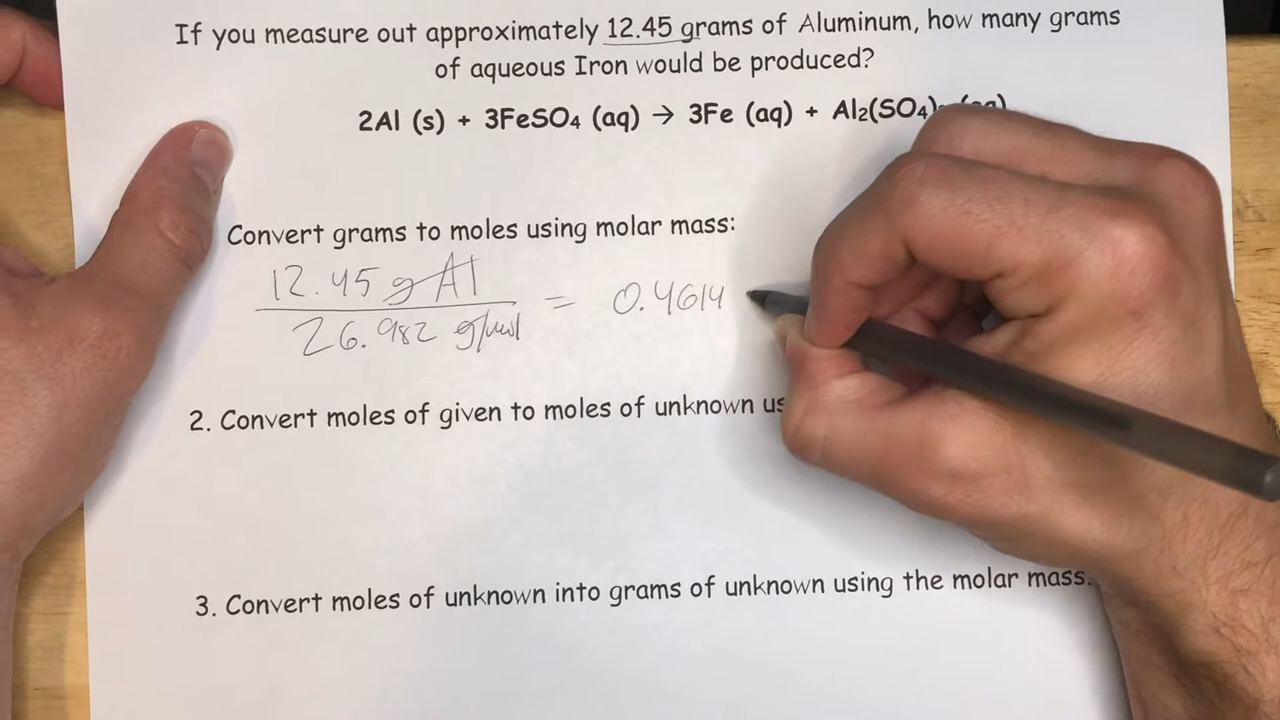 If you measure out approximately 12.45 grams of Aluminum, how many grams
of aqueous Iron would be produced?
2Al (s) + 3FeSO₄ (aq) → 3Fe (aq) + Al₂(SO₄)
Convert grams to moles using molar mass:
12.45 g Al
26.982 g/mol
= 0.4614
2. Convert moles of given to moles of unknown
3. Convert moles of unknown into grams of unknown using the molar mass.